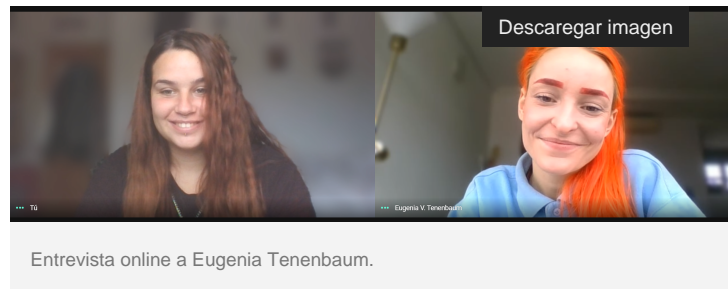 Descaregar imagen
Tú
Eugenia V. Tenenbaum
Entrevista online a Eugenia Tenenbaum.